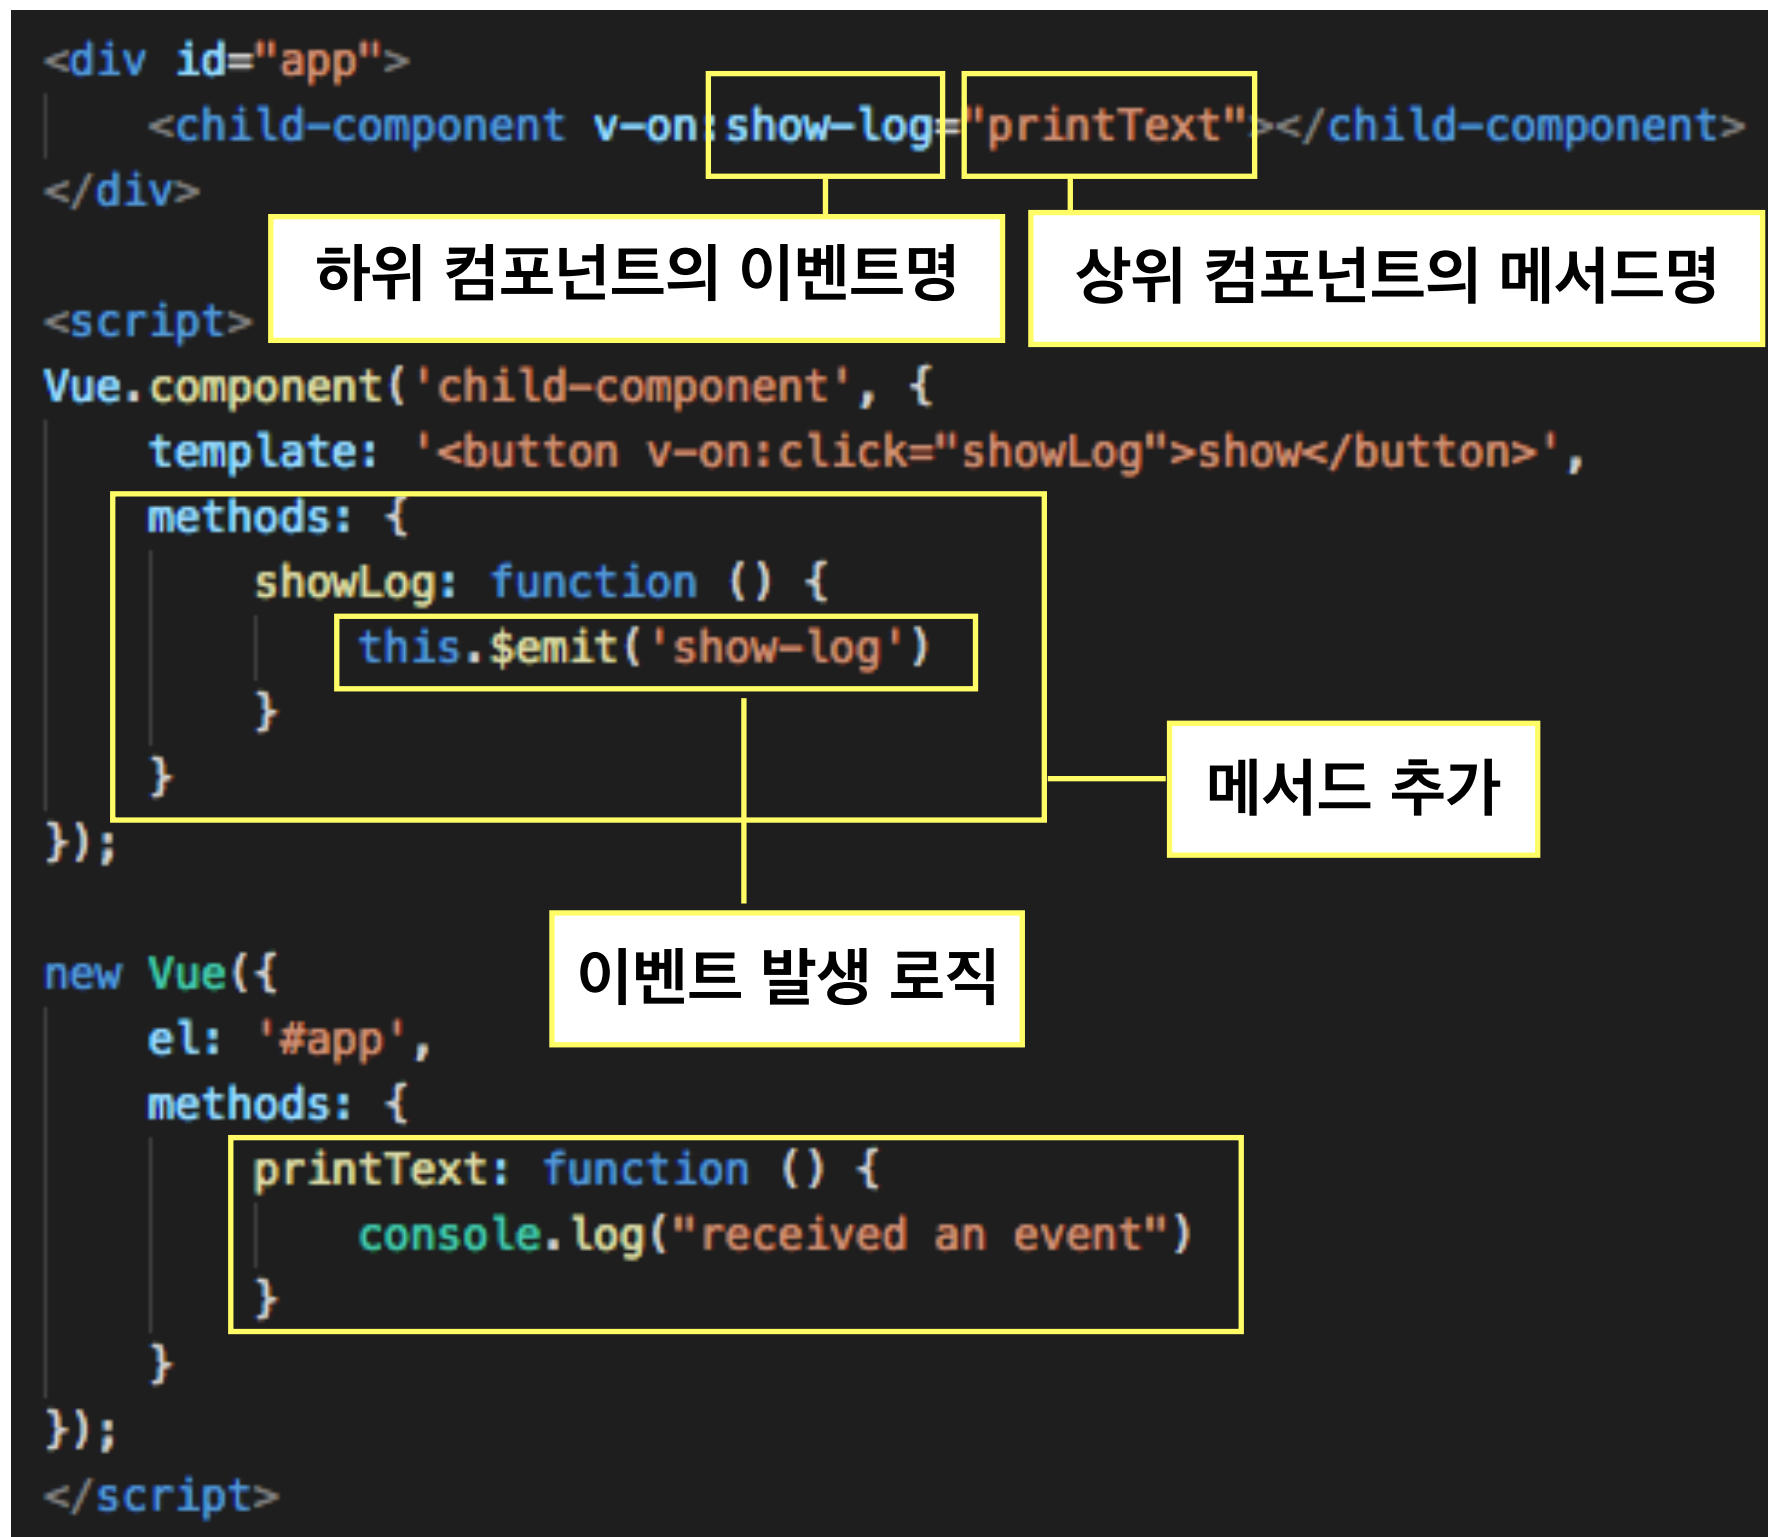 <div id="app">
<child-component v-on:show-log="printText"></child-component>
</div>
하위 컴포넌트의 이벤트명
상위 컴포넌트의 메서드명
<script>
Vue.component('child-component', {
template: '<button v-on:click="showLog">show</button>',
methods: {
showLog: function () {
this.$emit('show-log')
}
메서드 추가
}
});
이벤트 발생 로직
new Vue({
el: '#app',
methods: {
printText: function () {
console.log("received an event")
}
}
});
</script>